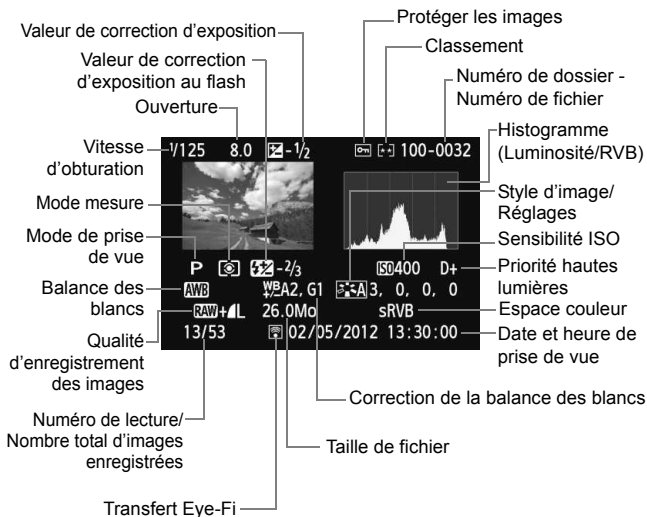 Protéger les images
Valeur de correction d'exposition
Classement
Valeur de correction
d'exposition au flash
Numéro de dossier -
Numéro de fichier
Ouverture
Histogramme
(Luminosité/RVB)
Vitesse
d'obturation
1/125 8.0 -1/2 100-0032
Style d'image/
Réglages
Mode mesure
Sensibilité ISO
Mode de prise
de vue
P -2/3 ISO400 D+
Priorité hautes
lumières
Balance des
blancs
AWB WB A2, G1 A 3, 0, 0, 0
Espace couleur
RAW+L 26.0Mo sRVB
Qualité
d'enregistrement
des images
13/53 02/05/2012 13:30:00
Date et heure de
prise de vue
Correction de la balance des blancs
Numéro de lecture/
Nombre total d'images
enregistrées
Taille de fichier
Transfert Eye-Fi